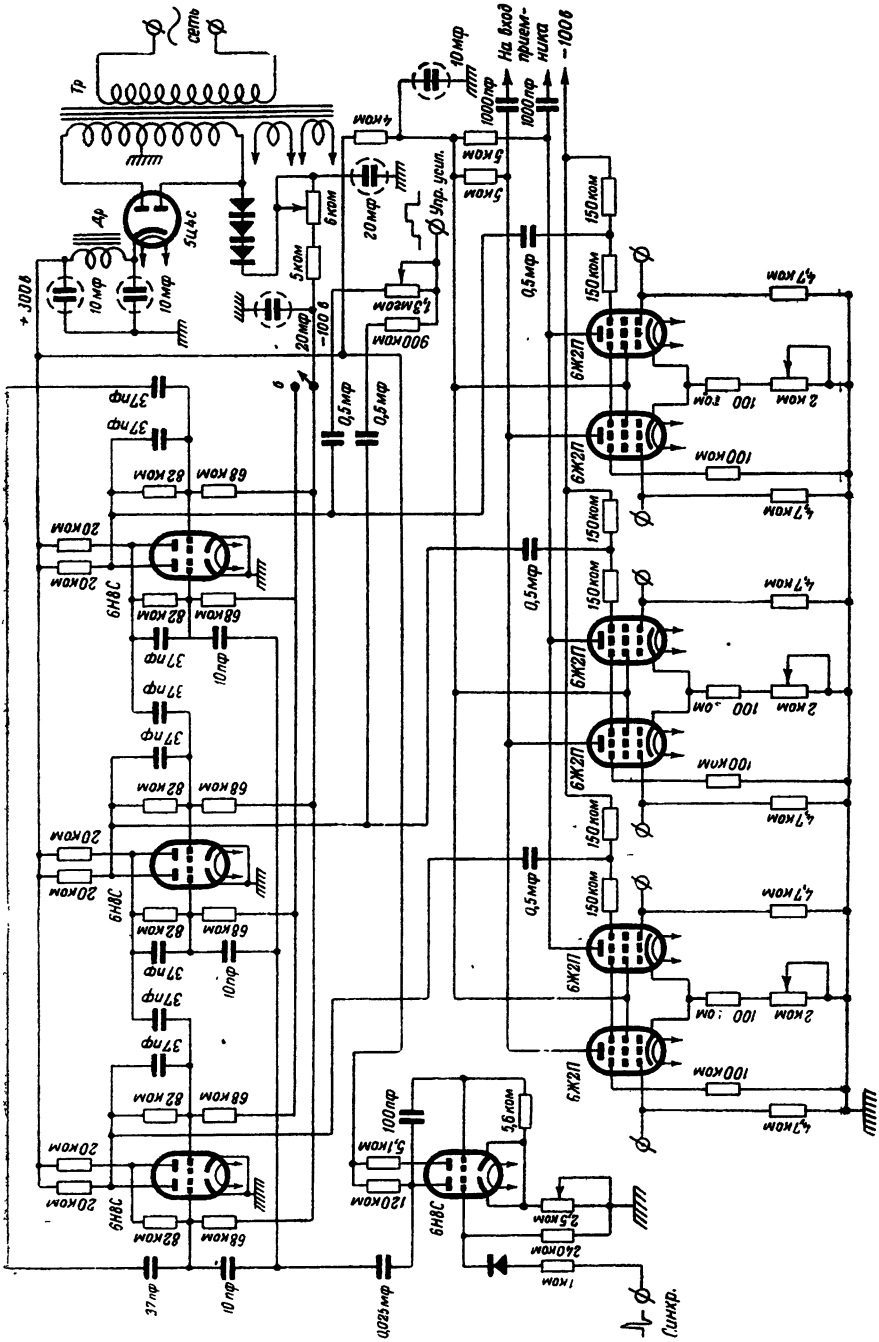 Тр
сеть
Др
5Ц4С
+300в
10 мф
10 мф
6 ком
5 ком
20 мф
20 мф
-100 в
в
4 ком
10 мф
5 ком
5 ком
1000 пф
1000 пф
На вход
прием-
ника
-100в
Упр. усил.
1,3 мгом
900 ком
0,5 мф
0,5 мф
37 пф
37 пф
82 ком
68 ком
20 ком
20 ком
6Н8С
82 ком
68 ком
37 пф
10 пф
37 пф
37 пф
82 ком
68 ком
20 ком
20 ком
6Н8С
82 ком
68 ком
37 пф
10 пф
37 пф
37 пф
82 ком
68 ком
20 ком
20 ком
6Н8С
82 ком
68 ком
37 пф
10 пф
0,025 мф
100 пф
5,1 ком
120 ком
6Н8С
5,6 ком
2,5 ком
240 ком
1 ком
Синхр.
0,5 мф
150 ком
150 ком
6Ж2П
6Ж2П
4,7 ком
100
2 ком
100 ком
4,7 ком
0,5 мф
150 ком
150 ком
6Ж2П
6Ж2П
4,7 ком
100
2 ком
100 ком
4,7 ком
0,5 мф
150 ком
150 ком
6Ж2П
6Ж2П
4,7 ком
100
2 ком
100 ком
4,7 ком